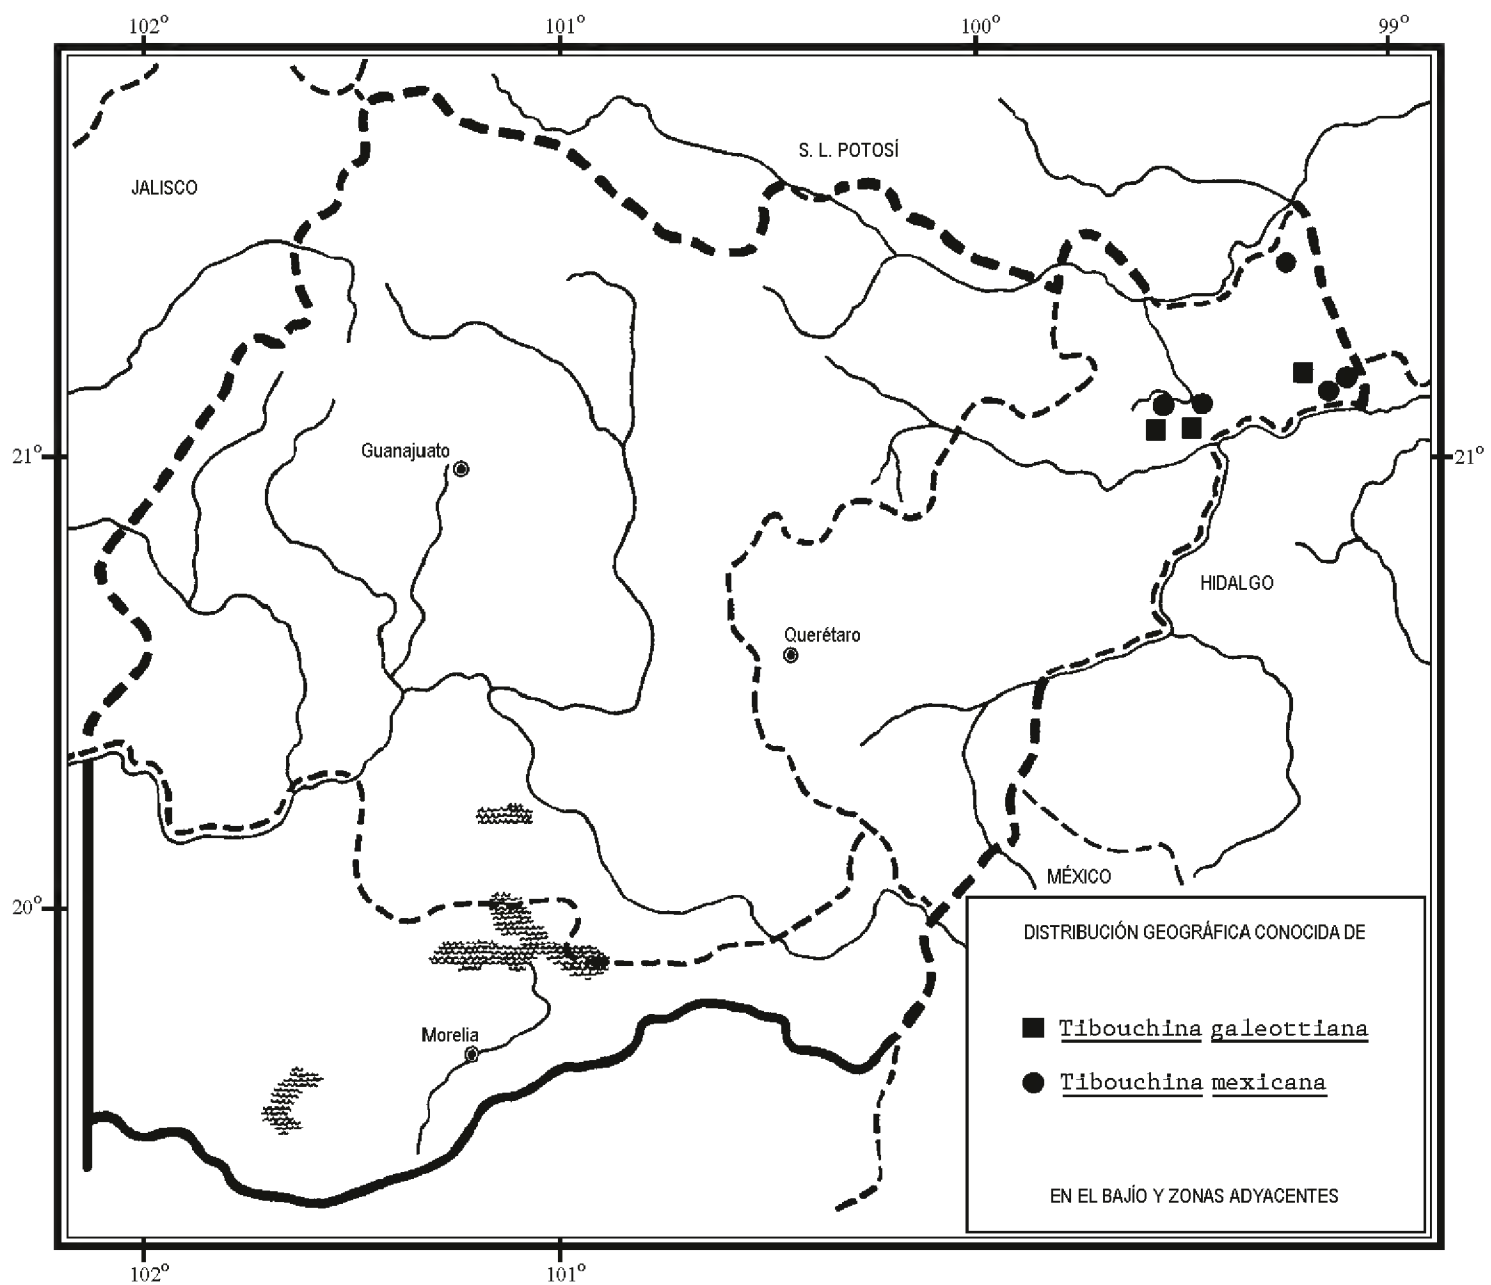 102° 101° 100° 99°
S. L. POTOSÍ
JALISCO
Guanajuato
21° 21°
HIDALGO
Querétaro
MÉXICO
20°
DISTRIBUCIÓN GEOGRÁFICA CONOCIDA DE
Tibouchina galeottiana
Morelia
Tibouchina mexicana
EN EL BAJÍO Y ZONAS ADYACENTES
102° 101°